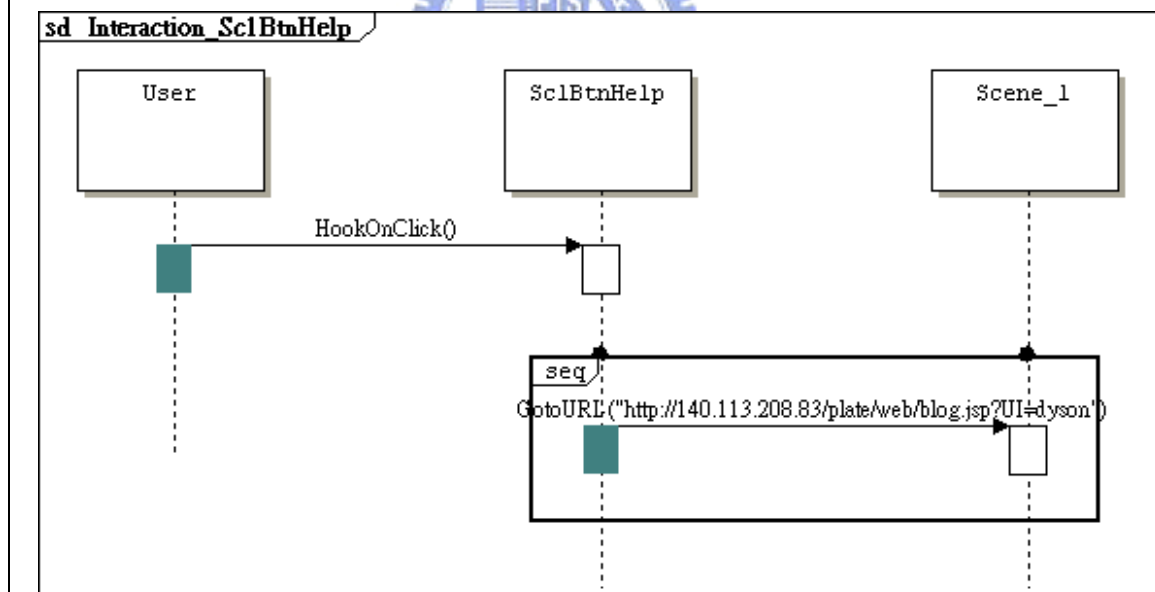 sd Interaction_Sc1BtnHelp
User
Sc1BtnHelp
Scene_1
HookOnClick()
seq
GotoURL("http://140.113.208.83/plate/web/blog.jsp?UI=dyson")